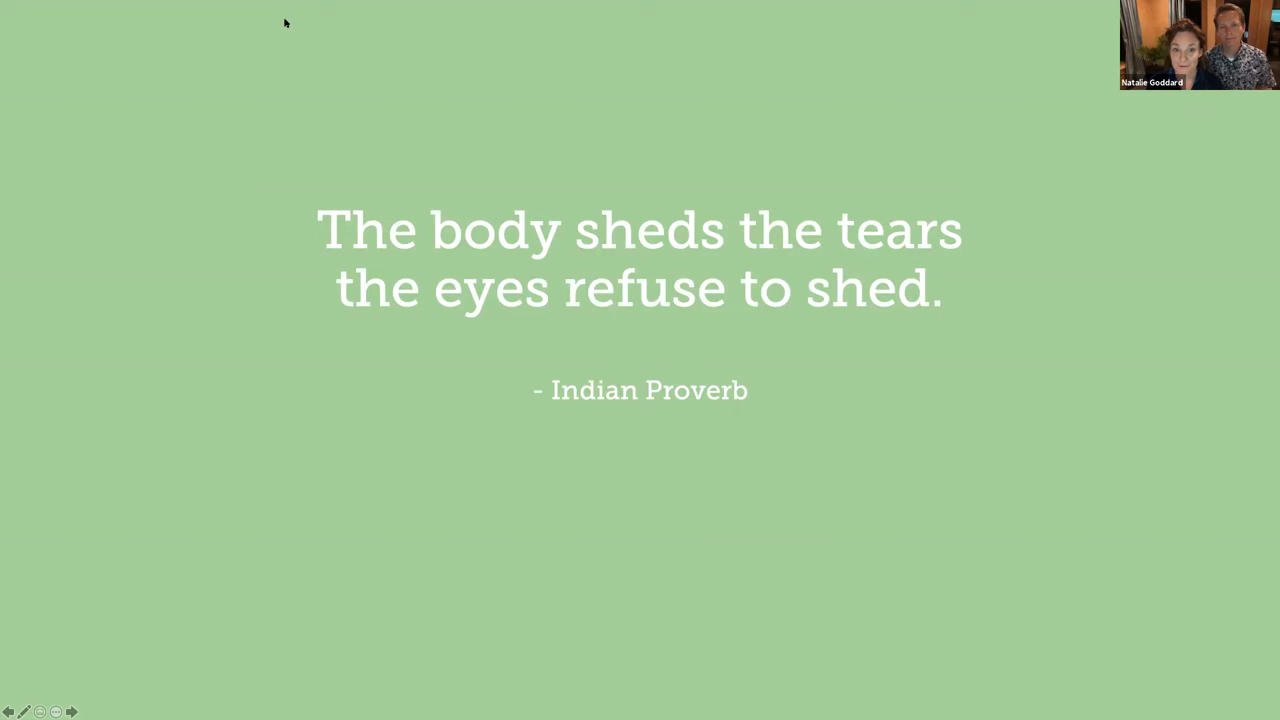 Natalie Goddard
The body sheds the tears
the eyes refuse to shed.
- Indian Proverb